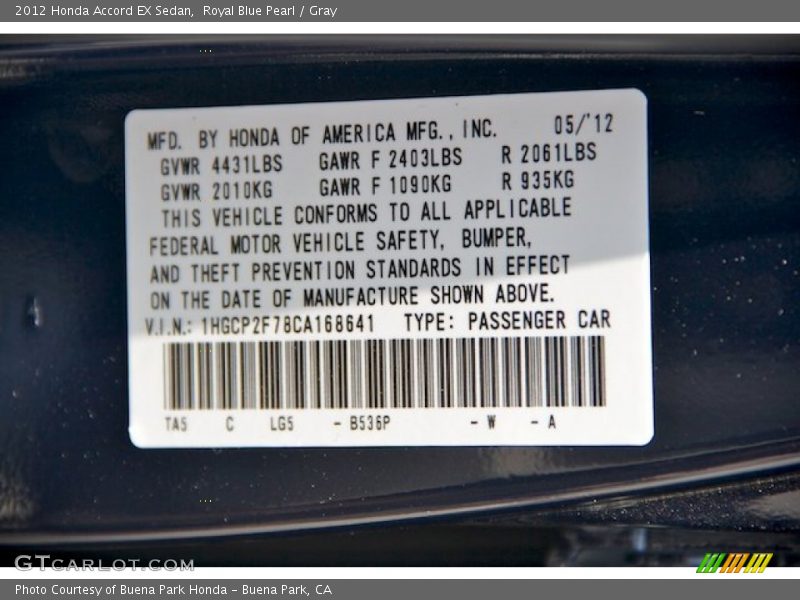 2012 Honda Accord EX Sedan,  Royal Blue Pearl / Gray
MFD. BY HONDA OF AMERICA MFG., INC. 05/'12
GVWR 4431LBS GAWR F 2403LBS R 2061LBS
GVWR 2010KG GAWR F 1090KG R 935KG
THIS VEHICLE CONFORMS TO ALL APPLICABLE
FEDERAL MOTOR VEHICLE SAFETY, BUMPER,
AND THEFT PREVENTION STANDARDS IN EFFECT
ON THE DATE OF MANUFACTURE SHOWN ABOVE.
V.I.N.: 1HGCP2F78CA168641 TYPE: PASSENGER CAR
TA5 C LG5 - B536P - W - A
GTCARLOT.COM
Photo Courtesy of Buena Park Honda - Buena Park, CA